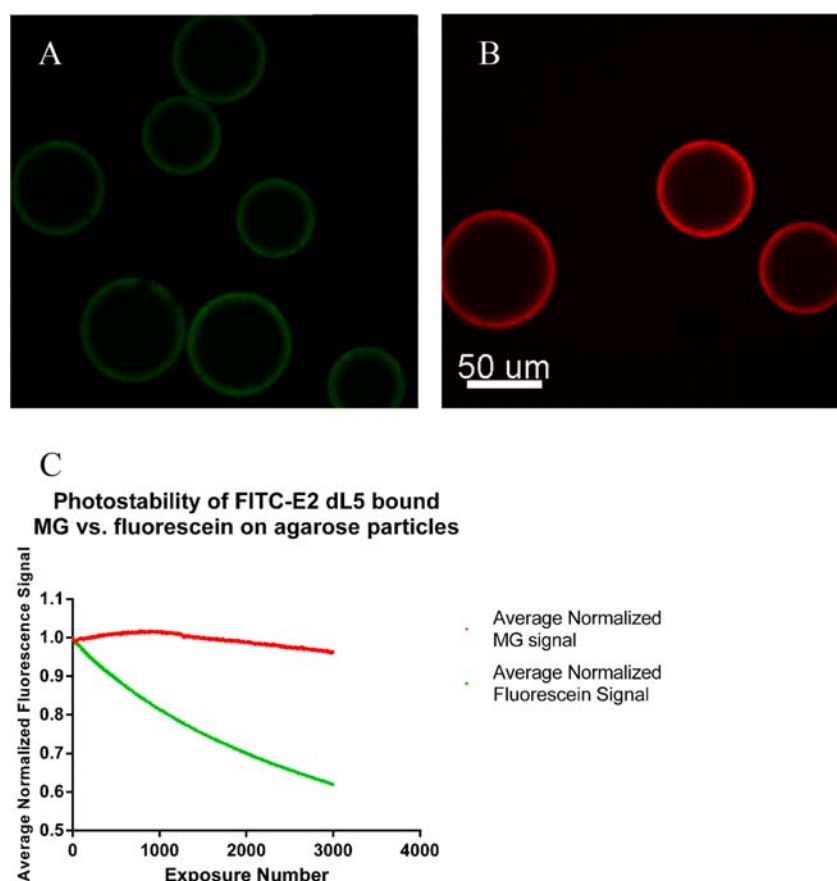 A
B
50 um
C
Photostability of FITC-E2 dL5 bound
MG vs. fluorescein on agarose particles
Average Normalized Fluorescence Signal
1.1
1.0
0.9
0.8
0.7
0.6
0.5
0
1000
2000
3000
4000
Exposure Number
Average Normalized
MG signal
Average Normalized
Fluorescein Signal